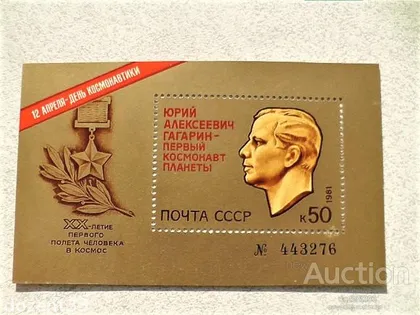 12 АПРЕЛЯ-ДЕНЬ КОСМОНАВТИКИ
ЮРИЙ
АЛЕКСЕЕВИЧ
ГАГАРИН-
ПЕРВЫЙ
КОСМОНАВТ
ПЛАНЕТЫ
1981
ПОЧТА СССР
К50
XX-ЛЕТИЕ
ПЕРВОГО
ПОЛЕТА ЧЕЛОВЕКА
В КОСМОС
№ 443276
Auction